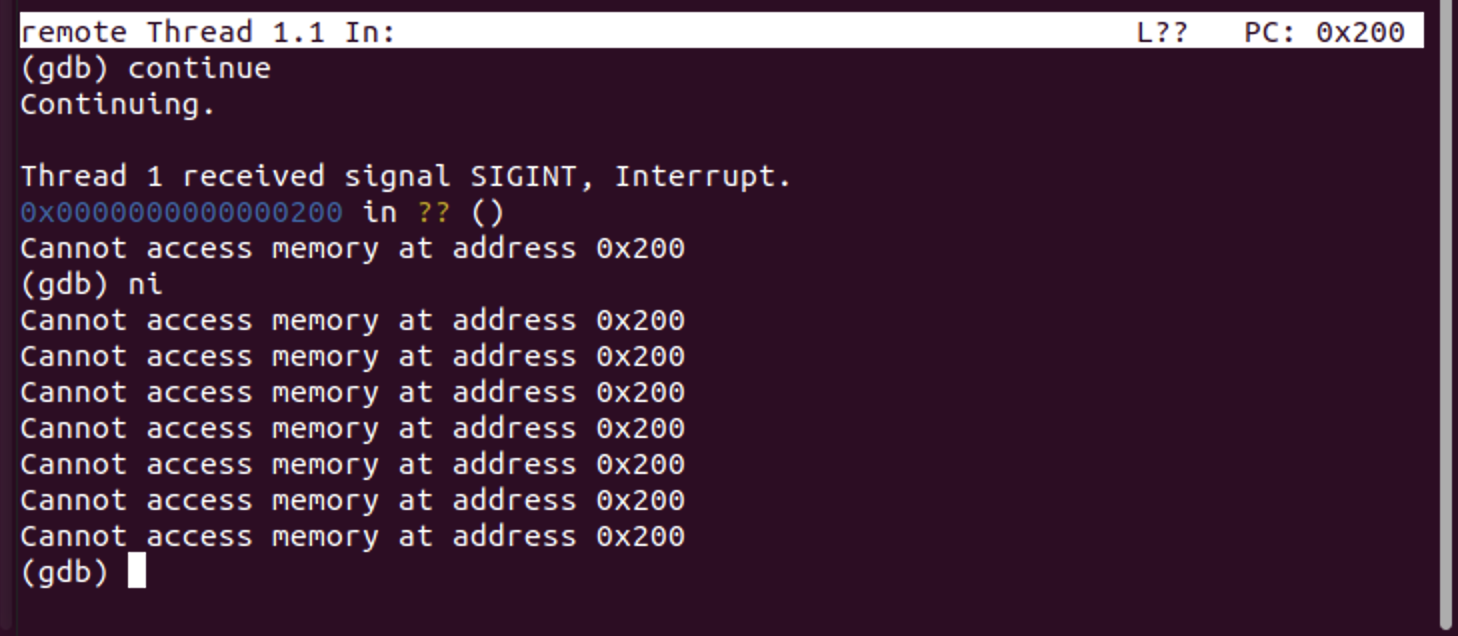 remote Thread 1.1 In: L?? PC: 0x200
(gdb) continue
Continuing.
Thread 1 received signal SIGINT, Interrupt.
0x0000000000000200 in ?? ()
Cannot access memory at address 0x200
(gdb) ni
Cannot access memory at address 0x200
Cannot access memory at address 0x200
Cannot access memory at address 0x200
Cannot access memory at address 0x200
Cannot access memory at address 0x200
Cannot access memory at address 0x200
Cannot access memory at address 0x200
(gdb)